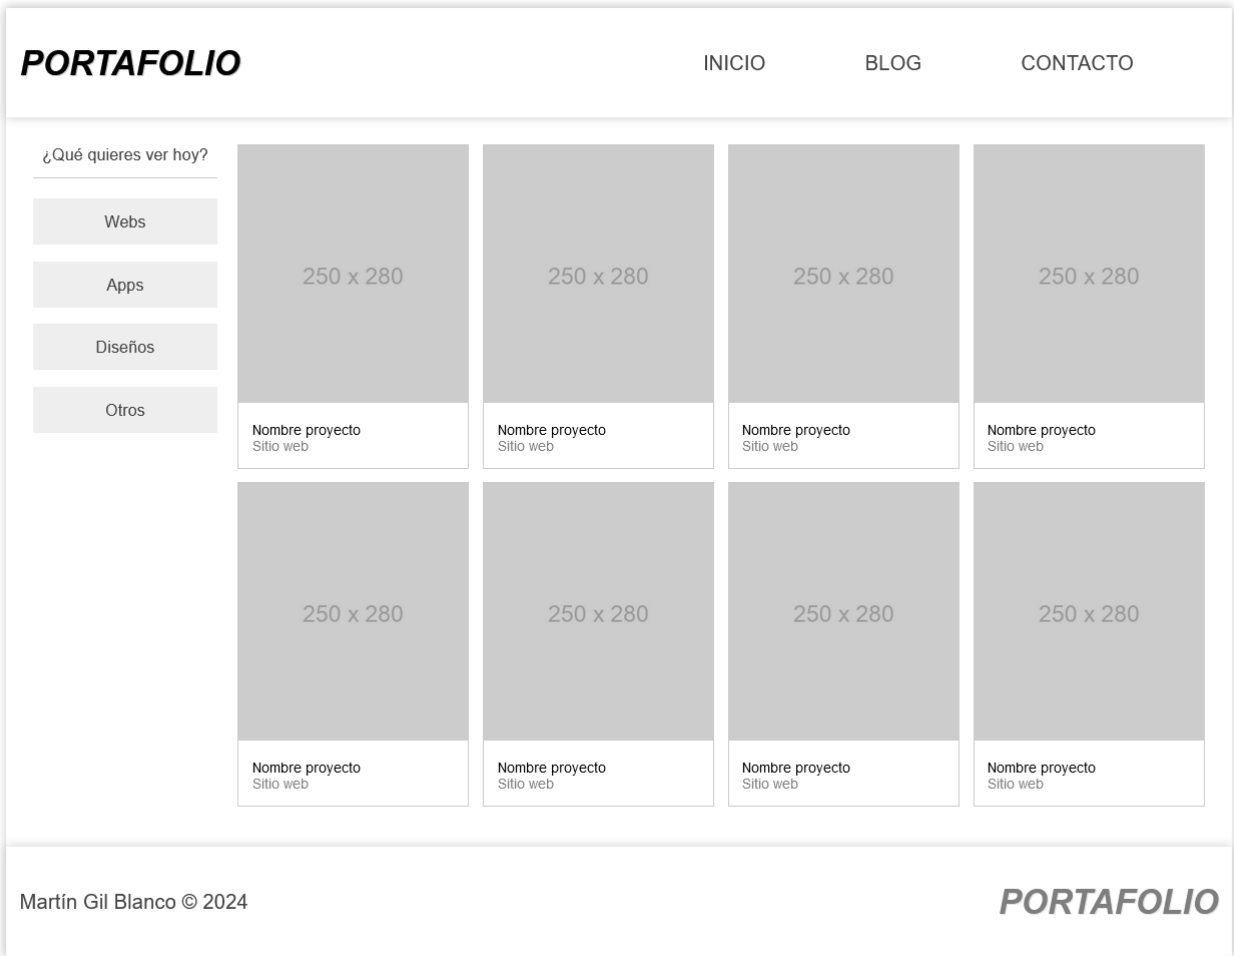 PORTAFOLIO
INICIO BLOG CONTACTO
¿Qué quieres ver hoy?
Webs
Apps
Diseños
Otros
250 x 280 250 x 280 250 x 280 250 x 280
Nombre proyecto Nombre proyecto Nombre proyecto Nombre proyecto
Sitio web Sitio web Sitio web Sitio web
250 x 280 250 x 280 250 x 280 250 x 280
Nombre proyecto Nombre proyecto Nombre proyecto Nombre proyecto
Sitio web Sitio web Sitio web Sitio web
Martín Gil Blanco © 2024
PORTAFOLIO